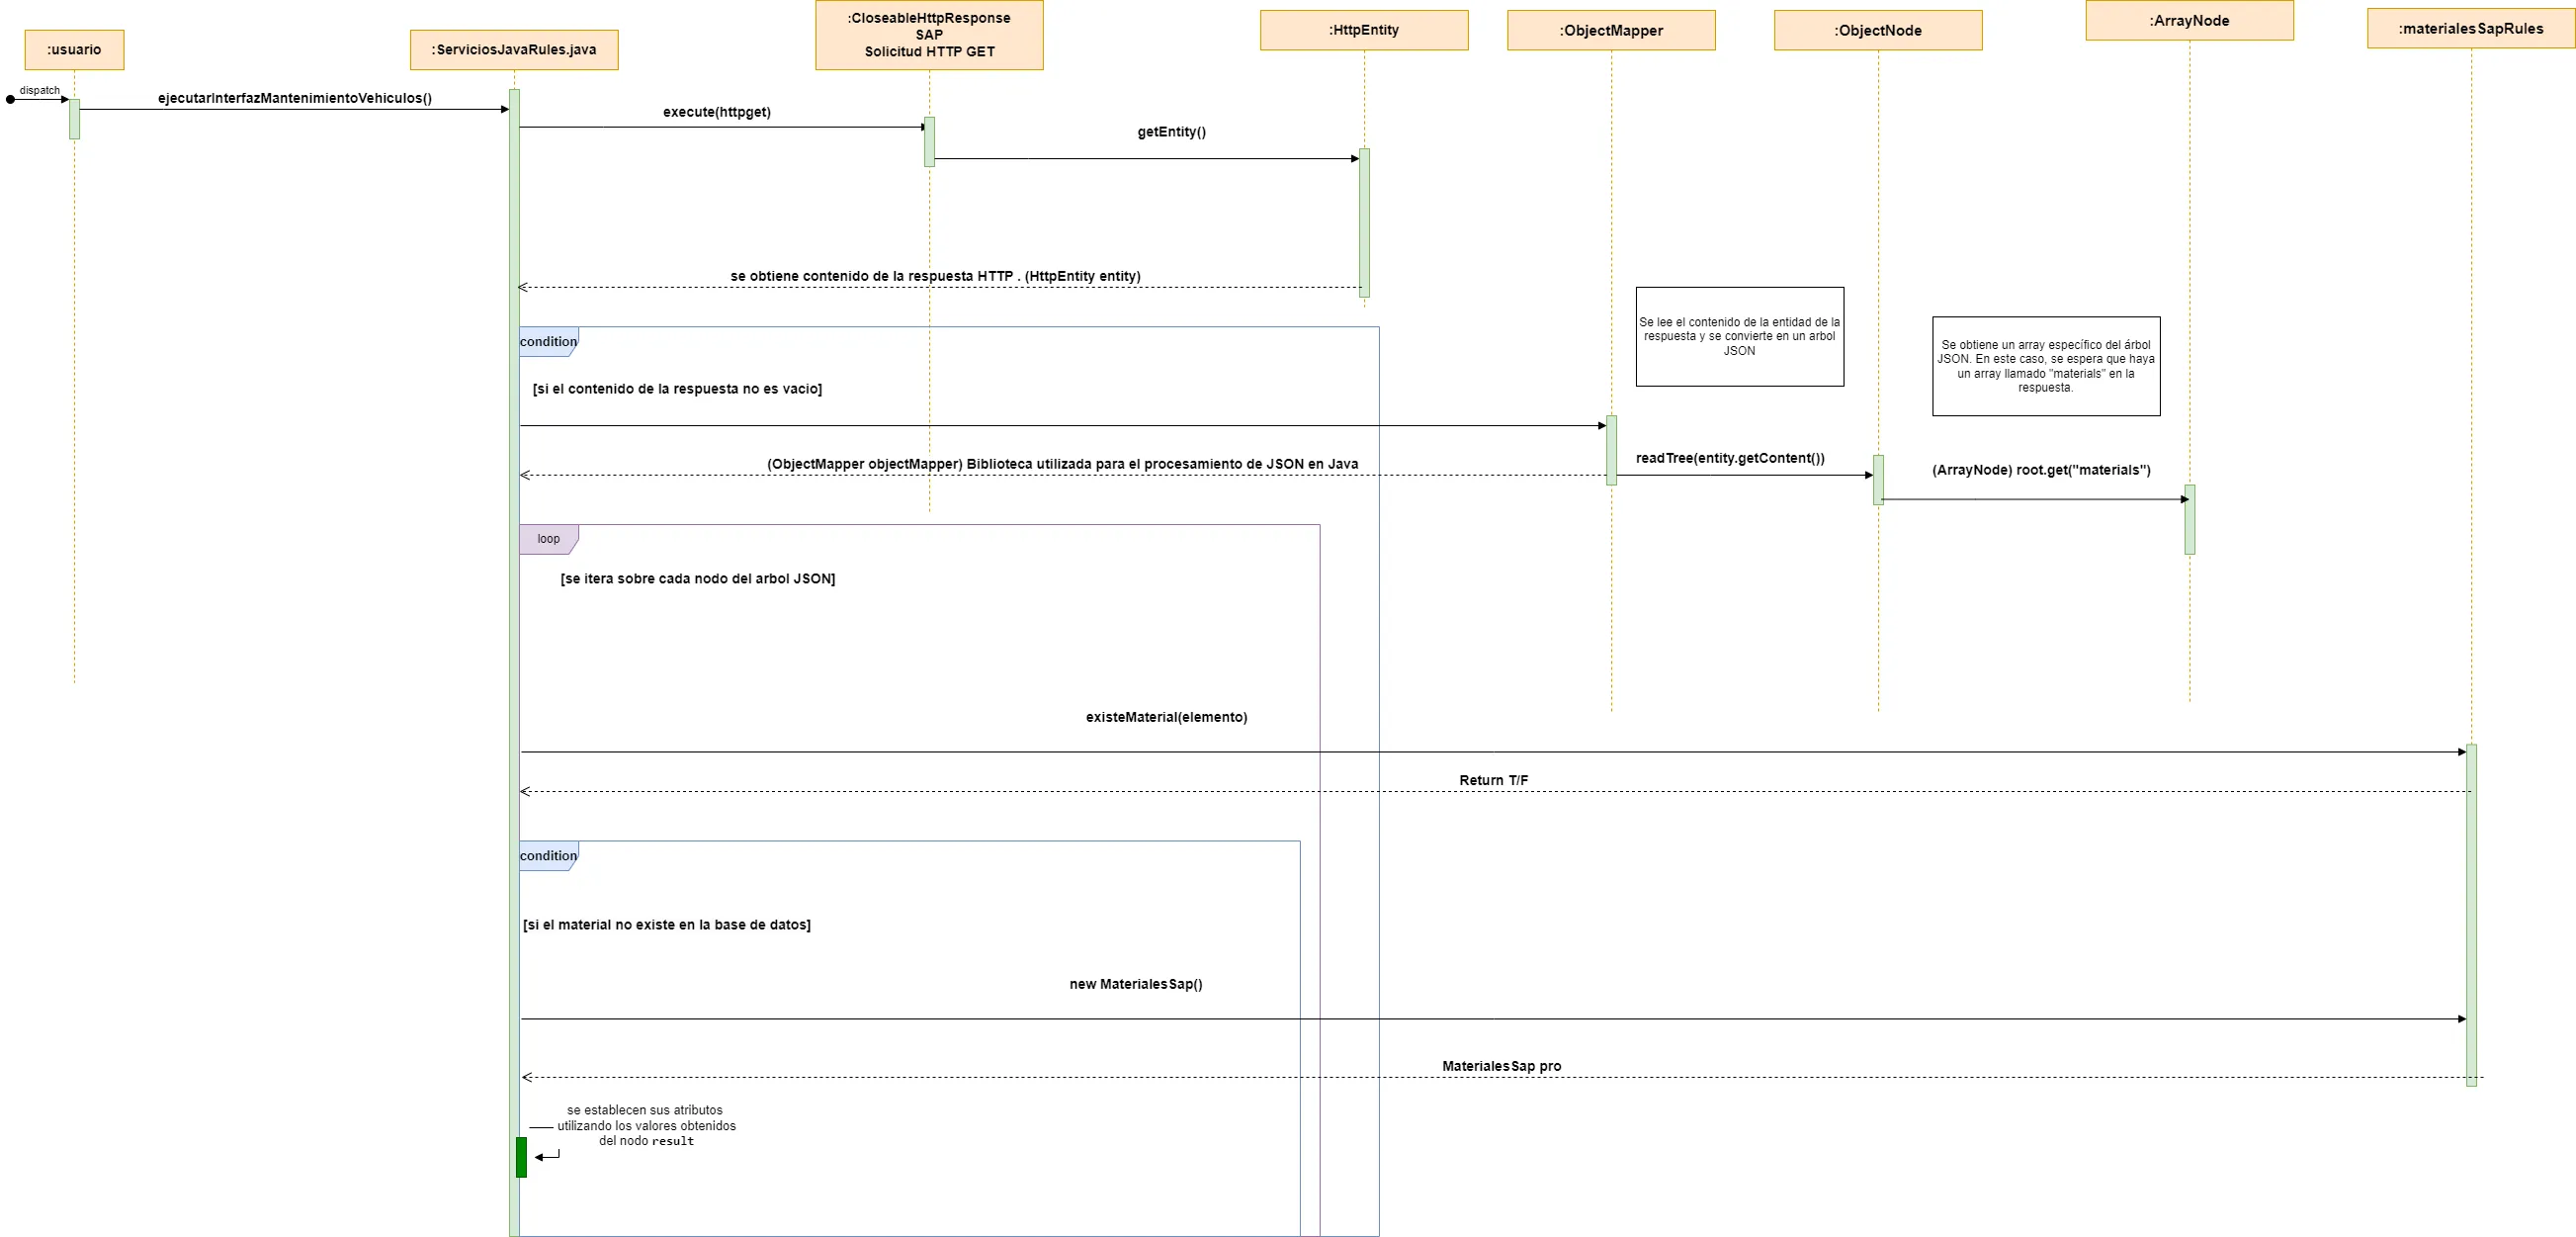 :usuario
:ServiciosJavaRules.java
:CloseableHttpResponse
SAP
Solicitud HTTP GET
:HttpEntity
:ObjectMapper
:ObjectNode
:ArrayNode
:materialesSapRules
dispatch
ejecutarInterfazMantenimientoVehiculos()
execute(httpget)
getEntity()
se obtiene contenido de la respuesta HTTP . (HttpEntity entity)
condition
[si el contenido de la respuesta no es vacio]
Se lee el contenido de la entidad de la
respuesta y se convierte en un arbol
JSON
Se obtiene un array específico del árbol
JSON. En este caso, se espera que haya
un array llamado "materials" en la
respuesta.
(ObjectMapper objectMapper) Biblioteca utilizada para el procesamiento de JSON en Java
readTree(entity.getContent())
(ArrayNode) root.get("materials")
loop
[se itera sobre cada nodo del arbol JSON]
existeMaterial(elemento)
Return T/F
condition
[si el material no existe en la base de datos]
new MaterialesSap()
MaterialesSap pro
se establecen sus atributos
utilizando los valores obtenidos
del nodo result